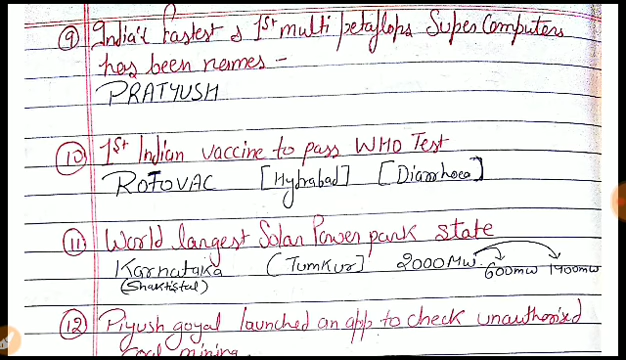 ⑨ India's fastest & 1st multi petaflops Super Computers
has been names -
PRATYUSH
⑩ 1st Indian vaccine to pass WHO Test
ROTOVAC [Hydrabad] [Diarrhoea]
⑪ World largest Solar Power park state
Karnataka (Tumkur] 2000MW 600mw 1400mw
(Shaktistal)
⑫ Piyush goyal launched an app to check unauthorised
coal mining